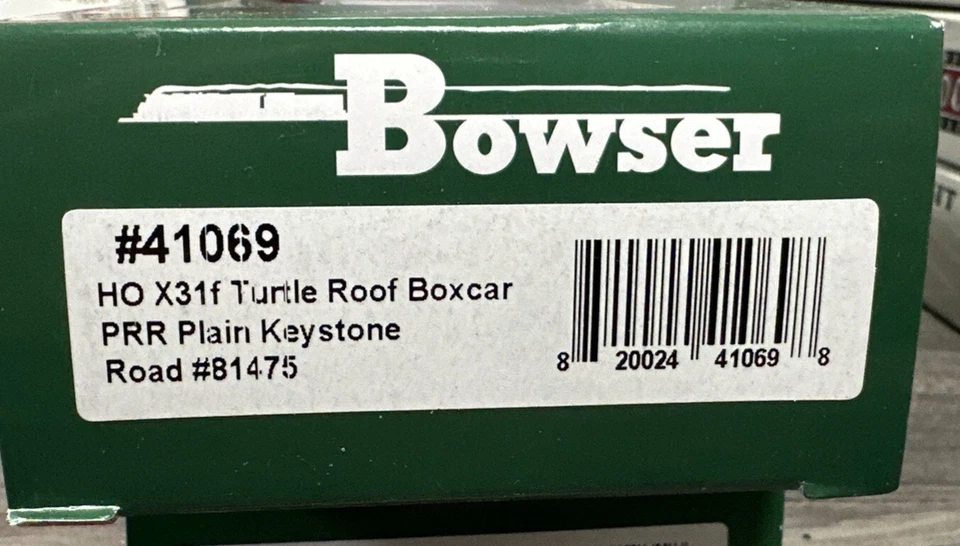 Bowser
#41069
HO X31f Turtle Roof Boxcar
PRR Plain Keystone
Road #81475
8 20024 41069 8